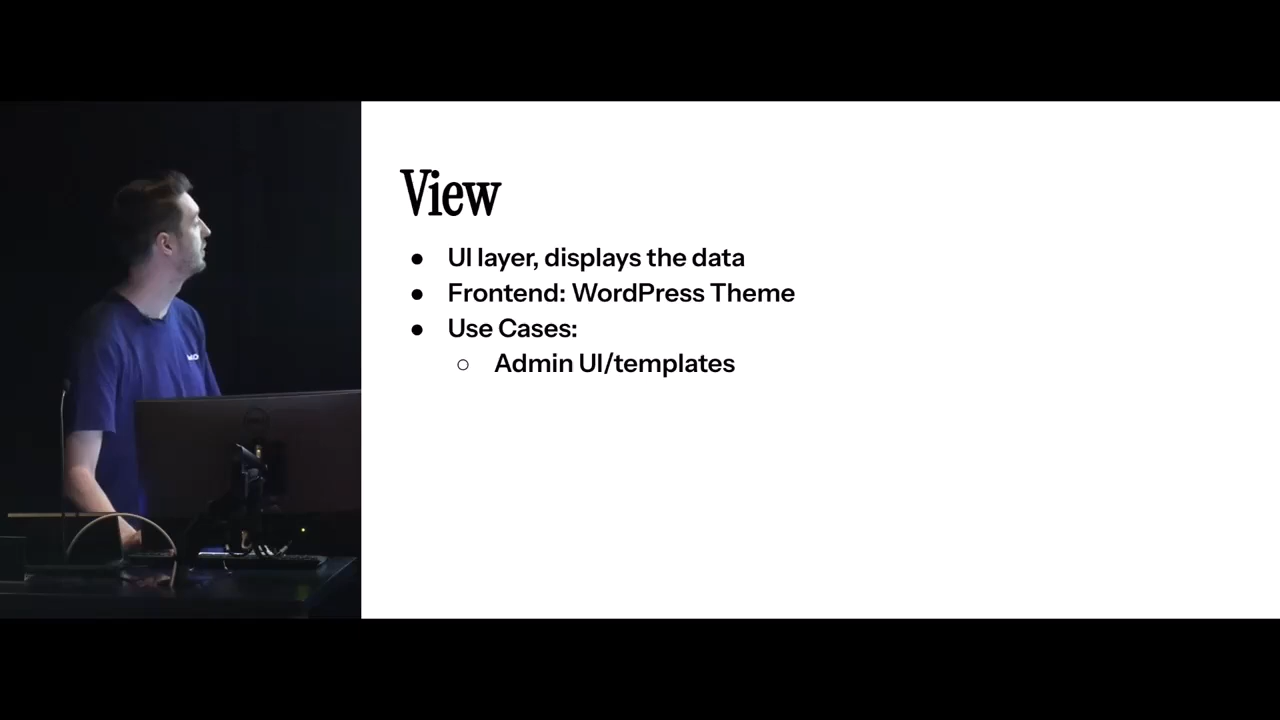 View
● UI layer, displays the data
● Frontend: WordPress Theme
● Use Cases:
○ Admin UI/templates